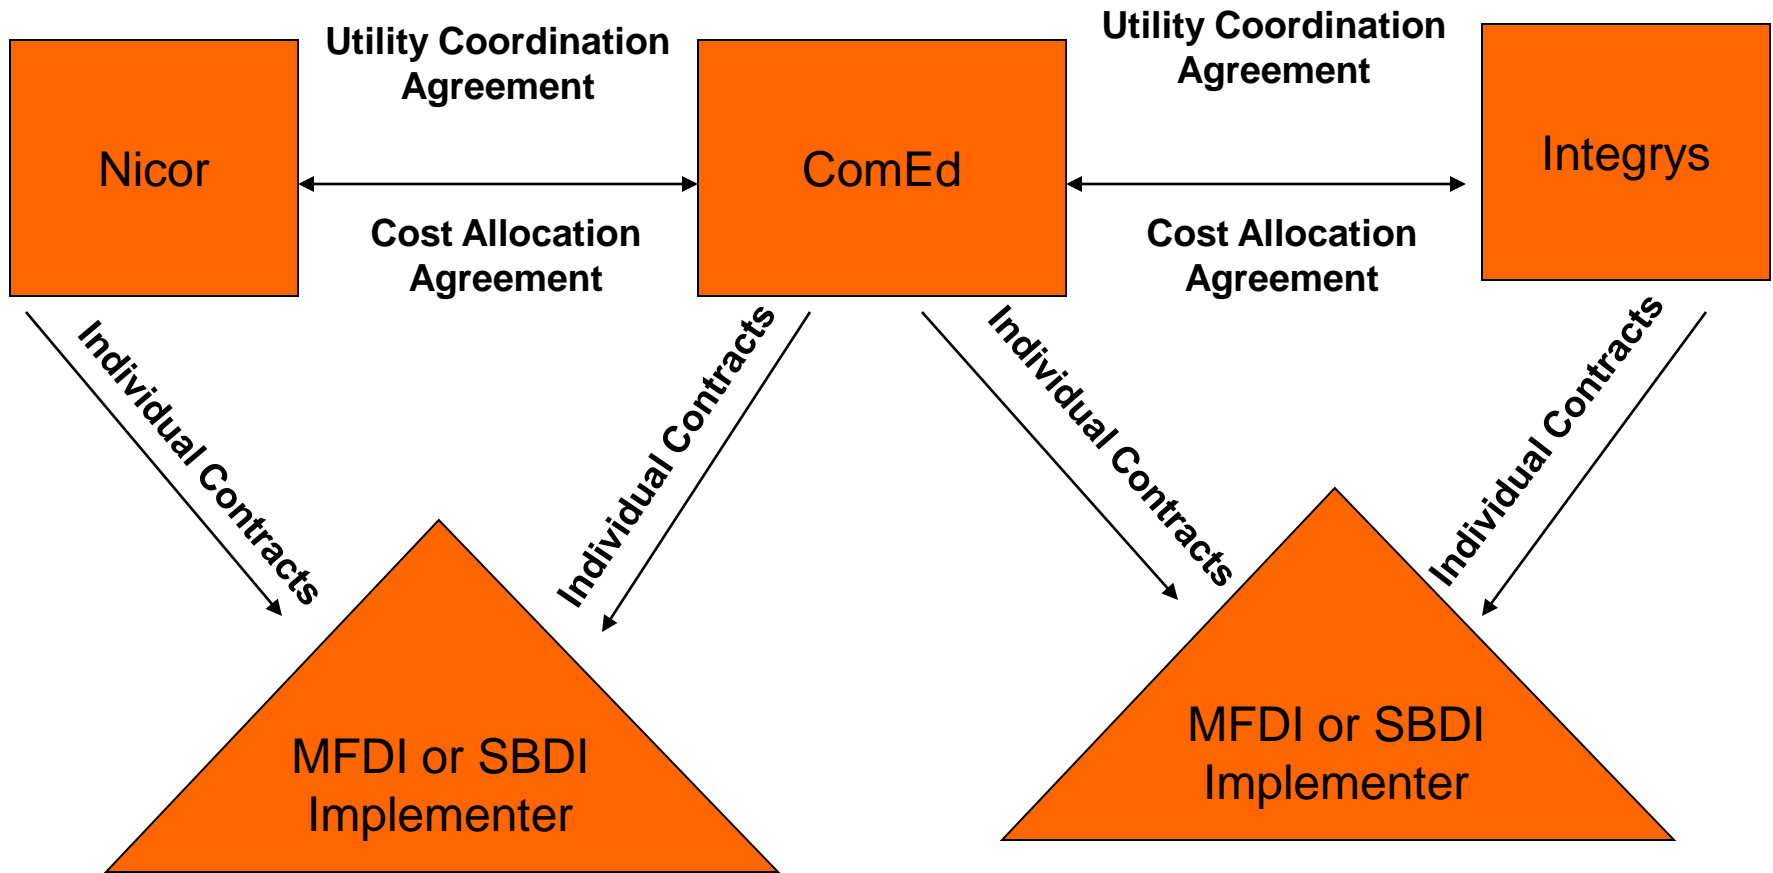 Utility Coordination
Agreement
Utility Coordination
Agreement
Nicor
ComEd
Integrys
Cost Allocation
Agreement
Cost Allocation
Agreement
Individual Contracts
Individual Contracts
Individual Contracts
Individual Contracts
MFDI or SBDI
Implementer
MFDI or SBDI
Implementer